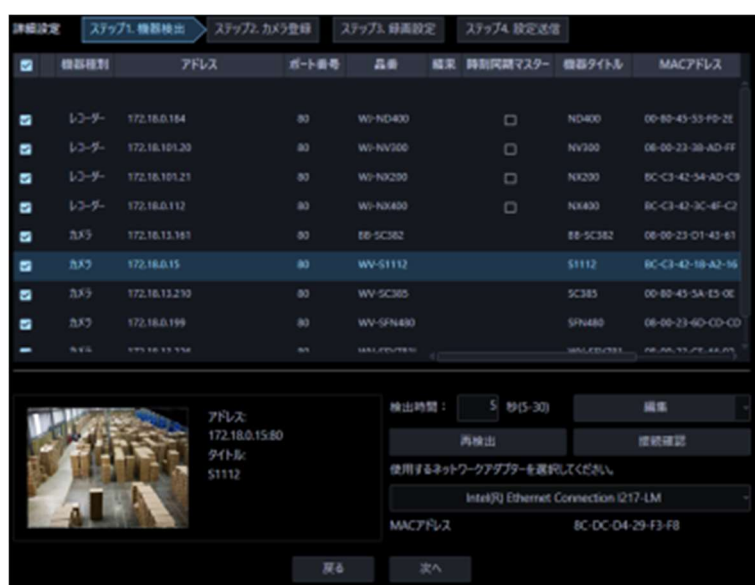 詳細設定 ステップ1. 機器検出 ステップ2. カメラ登録 ステップ3. 録画設定 ステップ4. 設定送信
機器種別 アドレス ポート番号 品番 結果 時刻同期マスター 機器タイトル MACアドレス
レコーダー 172.18.0.184 80 WJ-ND400 ND400 00-80-45-53-F0-2E
レコーダー 172.18.101.20 80 WJ-NV300 NV300 08-00-23-3B-AD-FF
レコーダー 172.18.101.21 80 WJ-NX200 NX200 BC-C3-42-54-AD-C9
レコーダー 172.18.0.112 80 WJ-NX400 NX400 BC-C3-42-3C-4F-C2
カメラ 172.18.13.161 80 BB-SC382 BB-SC382 08-00-23-D1-43-61
カメラ 172.18.0.15 80 WV-S1112 S1112 BC-C3-42-1B-A2-16
カメラ 172.18.13.210 80 WV-SC385 SC385 00-80-45-5A-E5-0E
カメラ 172.18.0.199 80 WV-SFN480 SFN480 08-00-23-6D-CD-CD
アドレス:
172.18.0.15:80
タイトル:
S1112
検出時間: 5 秒(5-30) 編集
再検出 接続確認
使用するネットワークアダプターを選択してください。
Intel(R) Ethernet Connection I217-LM
MACアドレス 8C-DC-D4-29-F3-F8
戻る 次へ